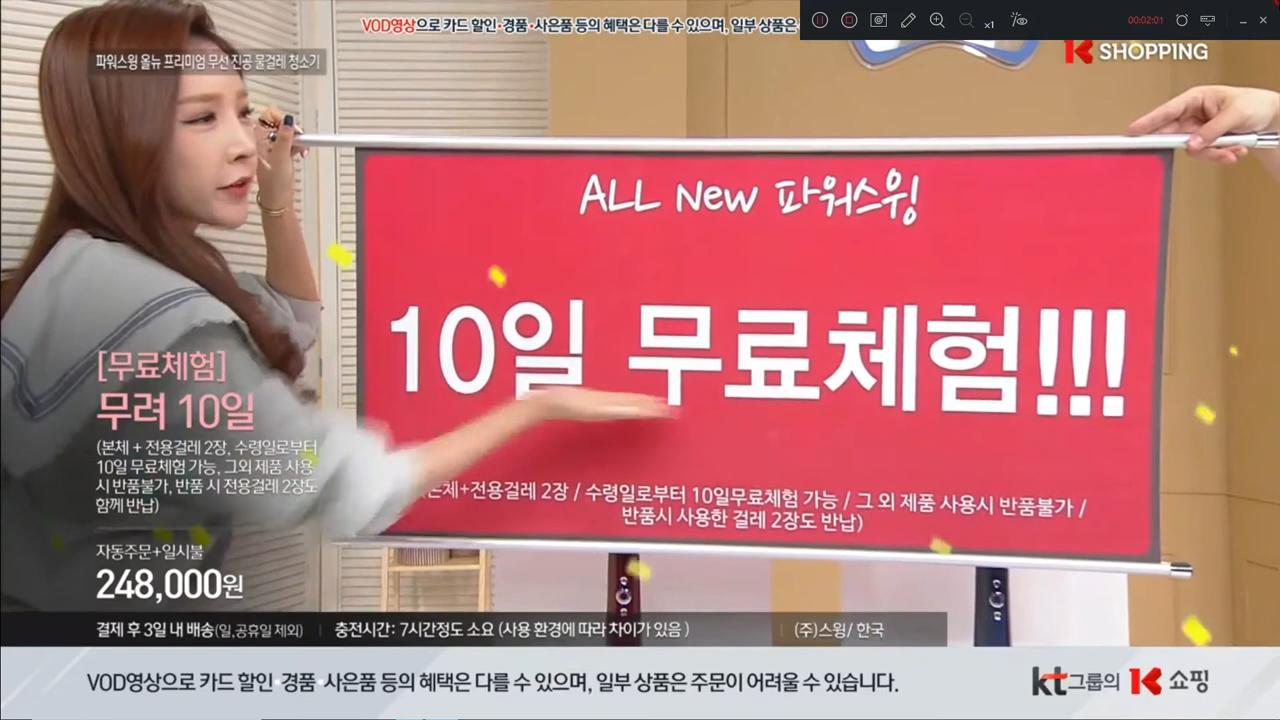 VOD영상으로 카드 할인·경품·사은품 등의 혜택은 다를 수 있으며, 일부 상품은
x1
00:02:01
파워스윙 올뉴 프리미엄 무선 진공 물걸레 청소기
K SHOPPING
ALL New 파워스윙
10일 무료체험!!!
[무료체험]
무려 10일
(본체 + 전용걸레 2장, 수령일로부터
10일 무료체험 가능, 그외 제품 사용
시 반품불가, 반품 시 전용걸레 2장도
함께 반납)
본체+전용걸레 2장 / 수령일로부터 10일무료체험 가능 / 그 외 제품 사용시 반품불가 /
반품시 사용한 걸레 2장도 반납)
자동주문+일시불
248,000원
결제 후 3일 내 배송(일,공휴일 제외) 충전시간: 7시간정도 소요 (사용 환경에 따라 차이가 있음 ) (주)스윙/ 한국
VOD영상으로 카드 할인·경품·사은품 등의 혜택은 다를 수 있으며, 일부 상품은 주문이 어려울 수 있습니다.
kt그룹의 K 쇼핑